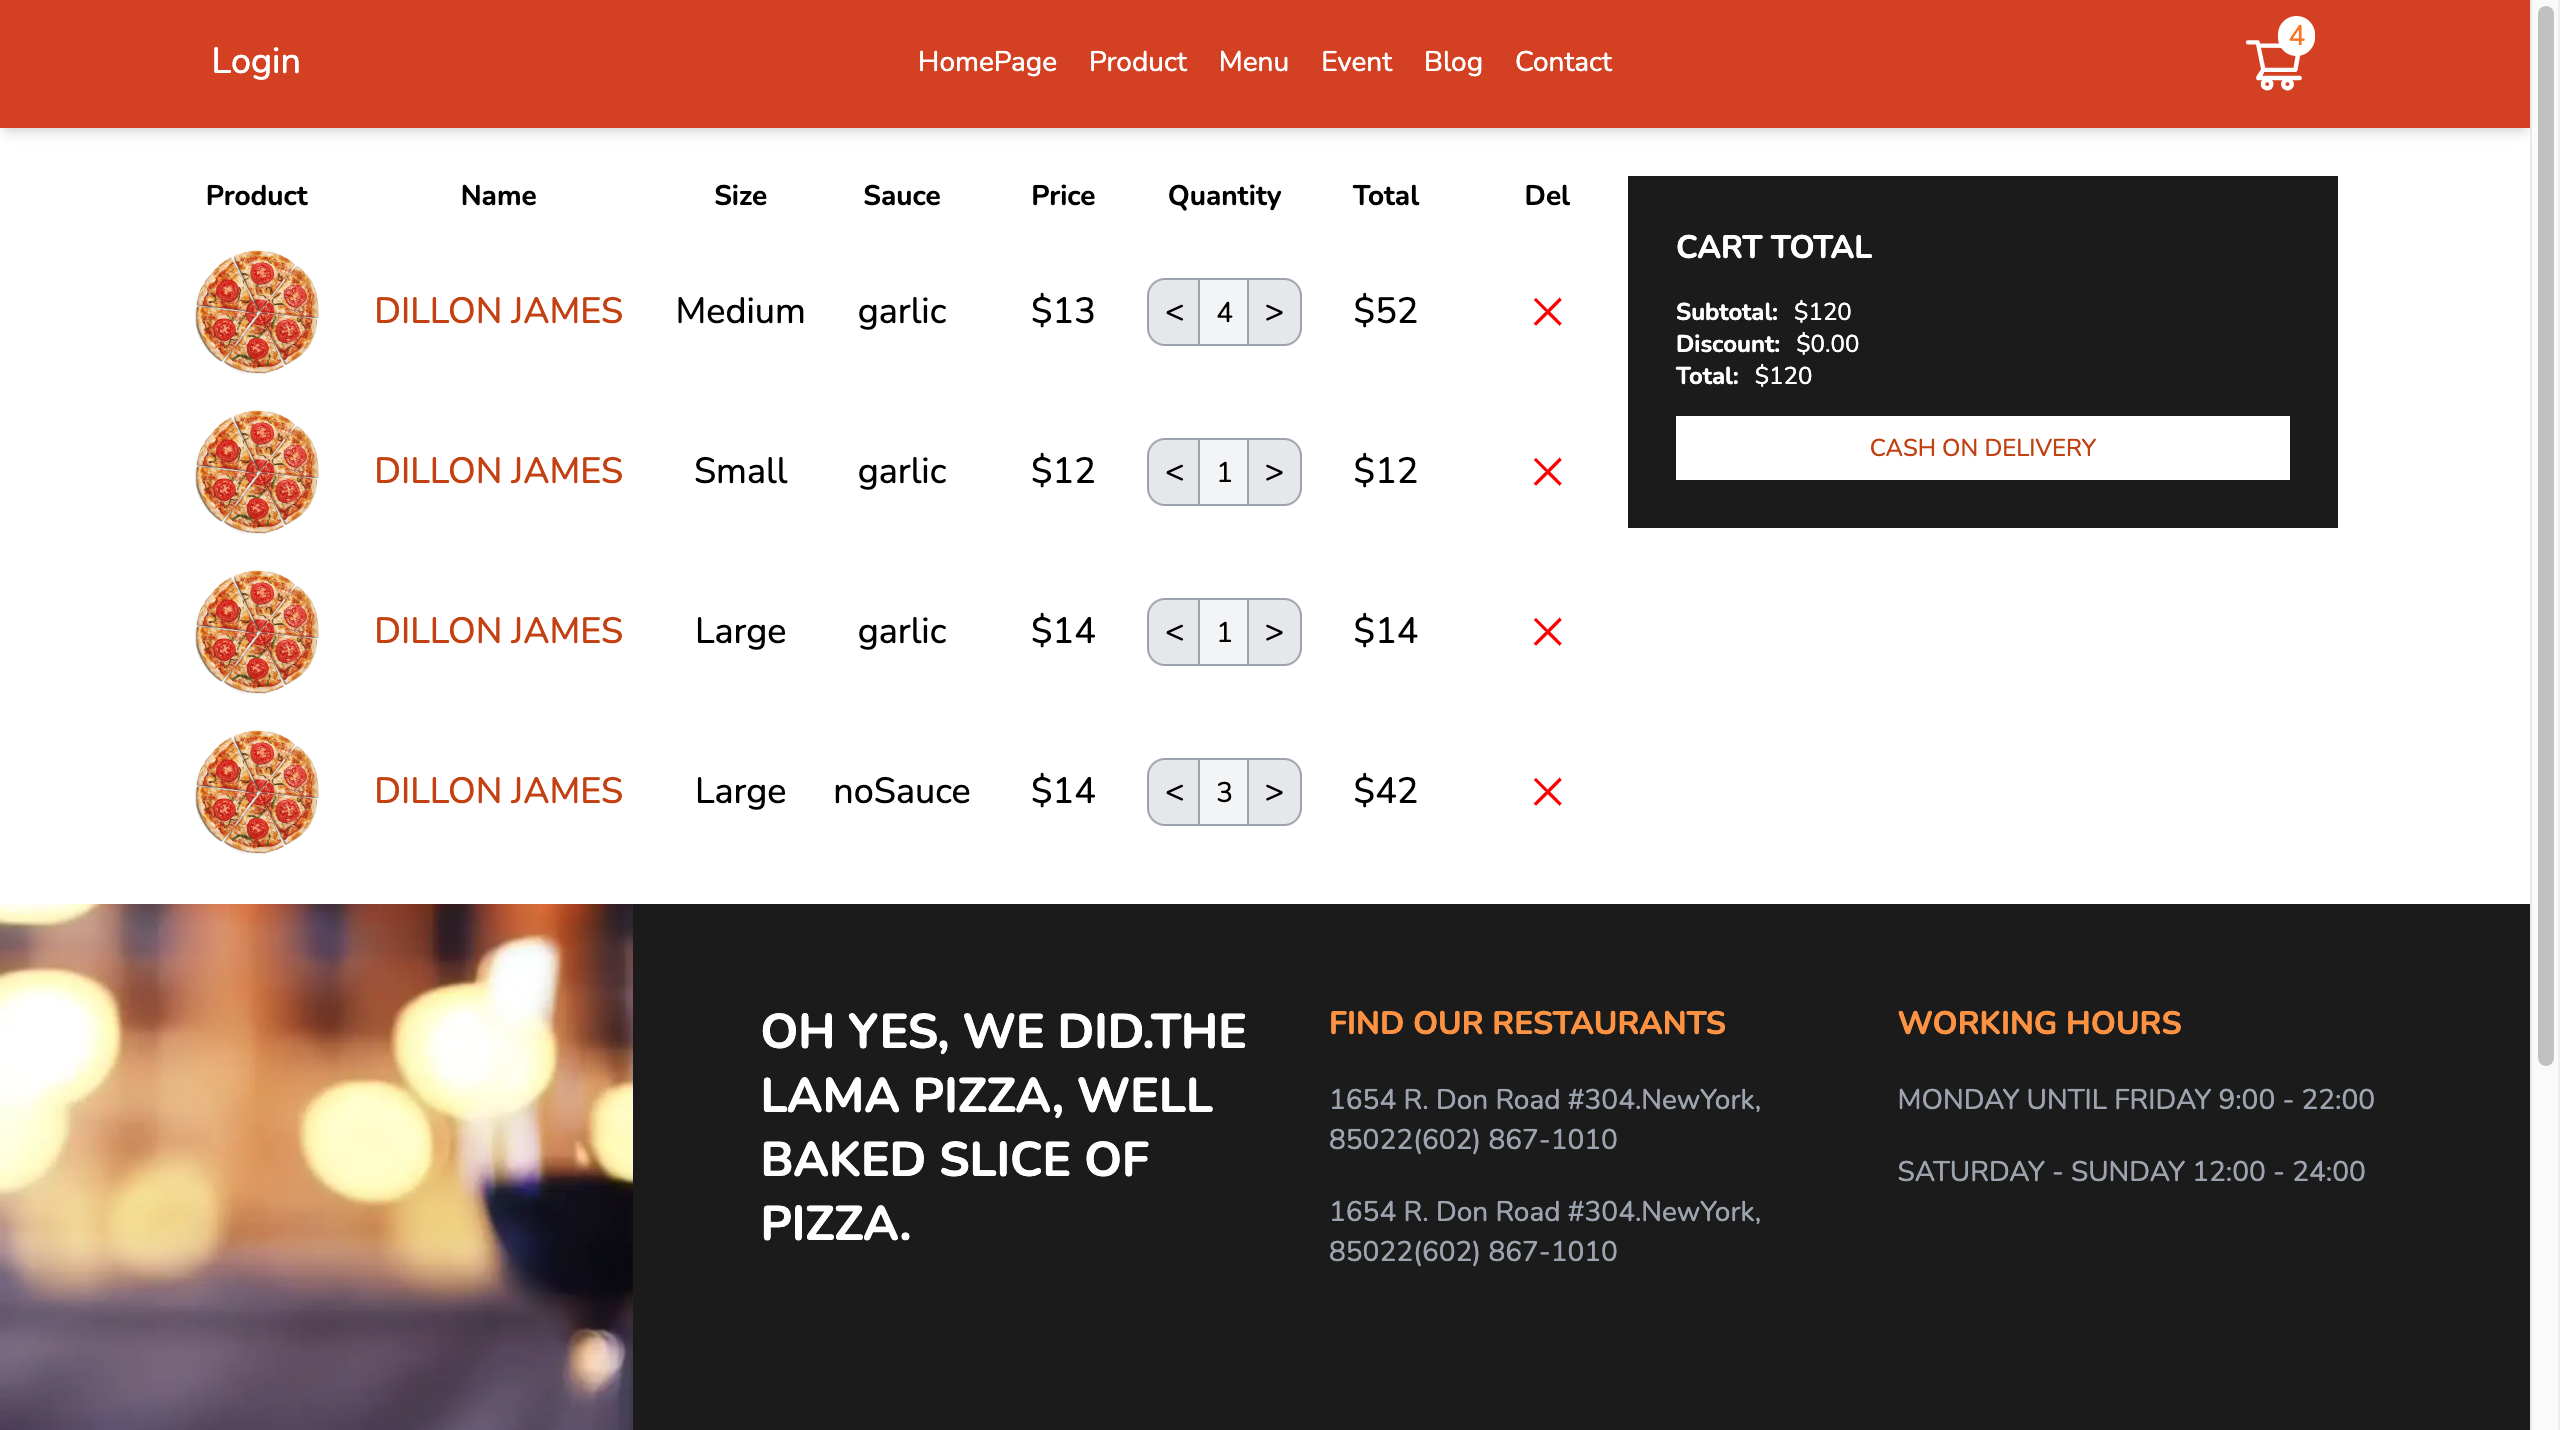 Login HomePage Product Menu Event Blog Contact 4
Product Name Size Sauce Price Quantity Total Del
DILLON JAMES Medium garlic $13 < 4 > $52
DILLON JAMES Small garlic $12 < 1 > $12
DILLON JAMES Large garlic $14 < 1 > $14
DILLON JAMES Large noSauce $14 < 3 > $42
CART TOTAL
Subtotal: $120
Discount: $0.00
Total: $120
CASH ON DELIVERY
OH YES, WE DID.THE
LAMA PIZZA, WELL
BAKED SLICE OF
PIZZA.
FIND OUR RESTAURANTS
1654 R. Don Road #304.NewYork,
85022(602) 867-1010
1654 R. Don Road #304.NewYork,
85022(602) 867-1010
WORKING HOURS
MONDAY UNTIL FRIDAY 9:00 - 22:00
SATURDAY - SUNDAY 12:00 - 24:00